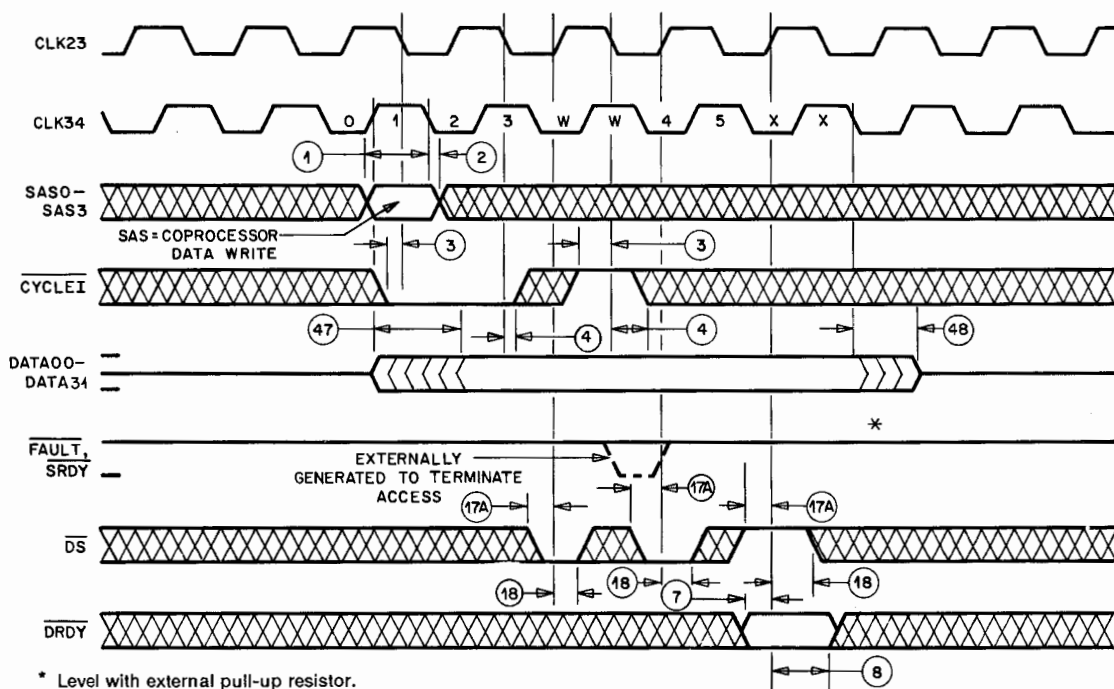 CLK23
CLK34
0 1 2 3 W W 4 5 X X
1 2
SAS0—
SAS3
SAS = COPROCESSOR
DATA WRITE
3 3
CYCLEI
47 4 4 48
DATA00-
DATA31
*
FAULT,
SRDY
EXTERNALLY
GENERATED TO TERMINATE
ACCESS
17A 17A 17A
DS
18 18 7 18
DRDY
8
* Level with external pull-up resistor.